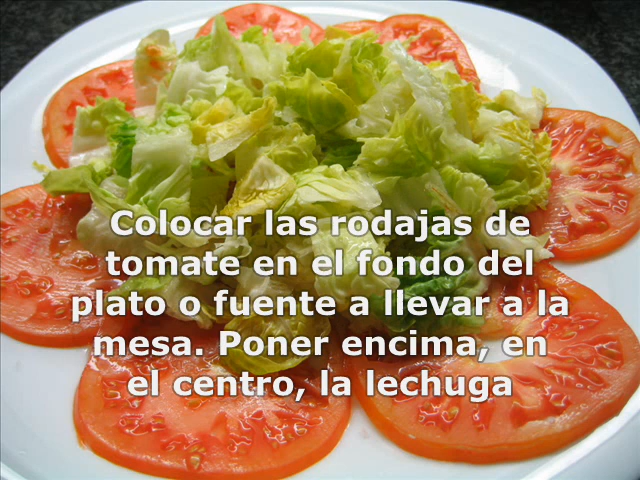 Colocar las rodajas de
tomate en el fondo del
plato o fuente a llevar a la
mesa. Poner encima, en
el centro, la lechuga